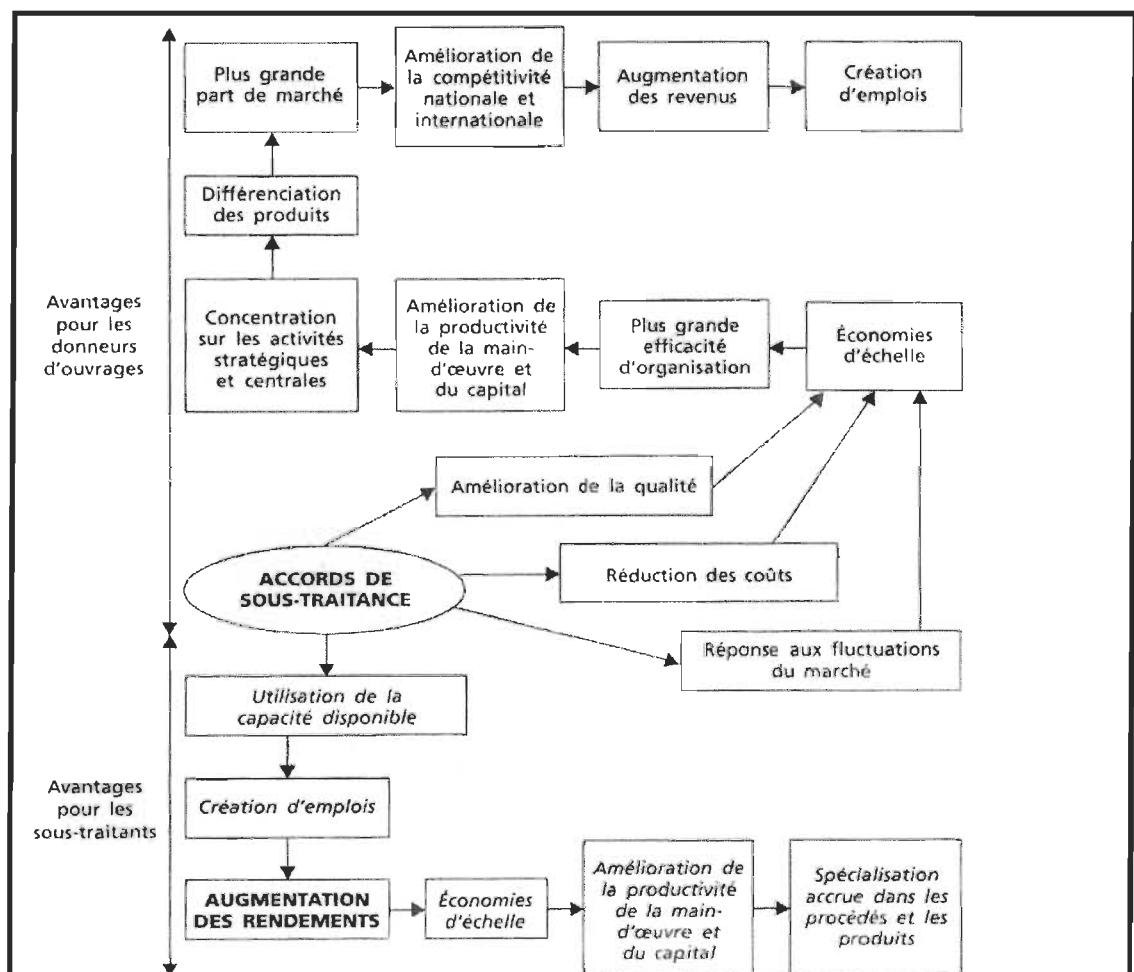 Plus grande
part de marché
Amélioration de
la compétitivité
nationale et
internationale
Augmentation
des revenus
Création
d'emplois
Différenciation
des produits
Avantages
pour les
donneurs
d'ouvrages
Concentration
sur les activités
stratégiques
et centrales
Amélioration de
la productivité
de la main-
d'œuvre et
du capital
Plus grande
efficacité
d'organisation
Économies
d'échelle
Amélioration de la qualité
ACCORDS DE
SOUS-TRAITANCE
Réduction des coûts
Réponse aux fluctuations
du marché
Utilisation de la
capacité disponible
Avantages
pour les
sous-traitants
Création d'emplois
AUGMENTATION
DES RENDEMENTS
Économies
d'échelle
Amélioration de
la productivité
de la main-
d'œuvre et
du capital
Spécialisation
accrue dans les
procédés et les
produits